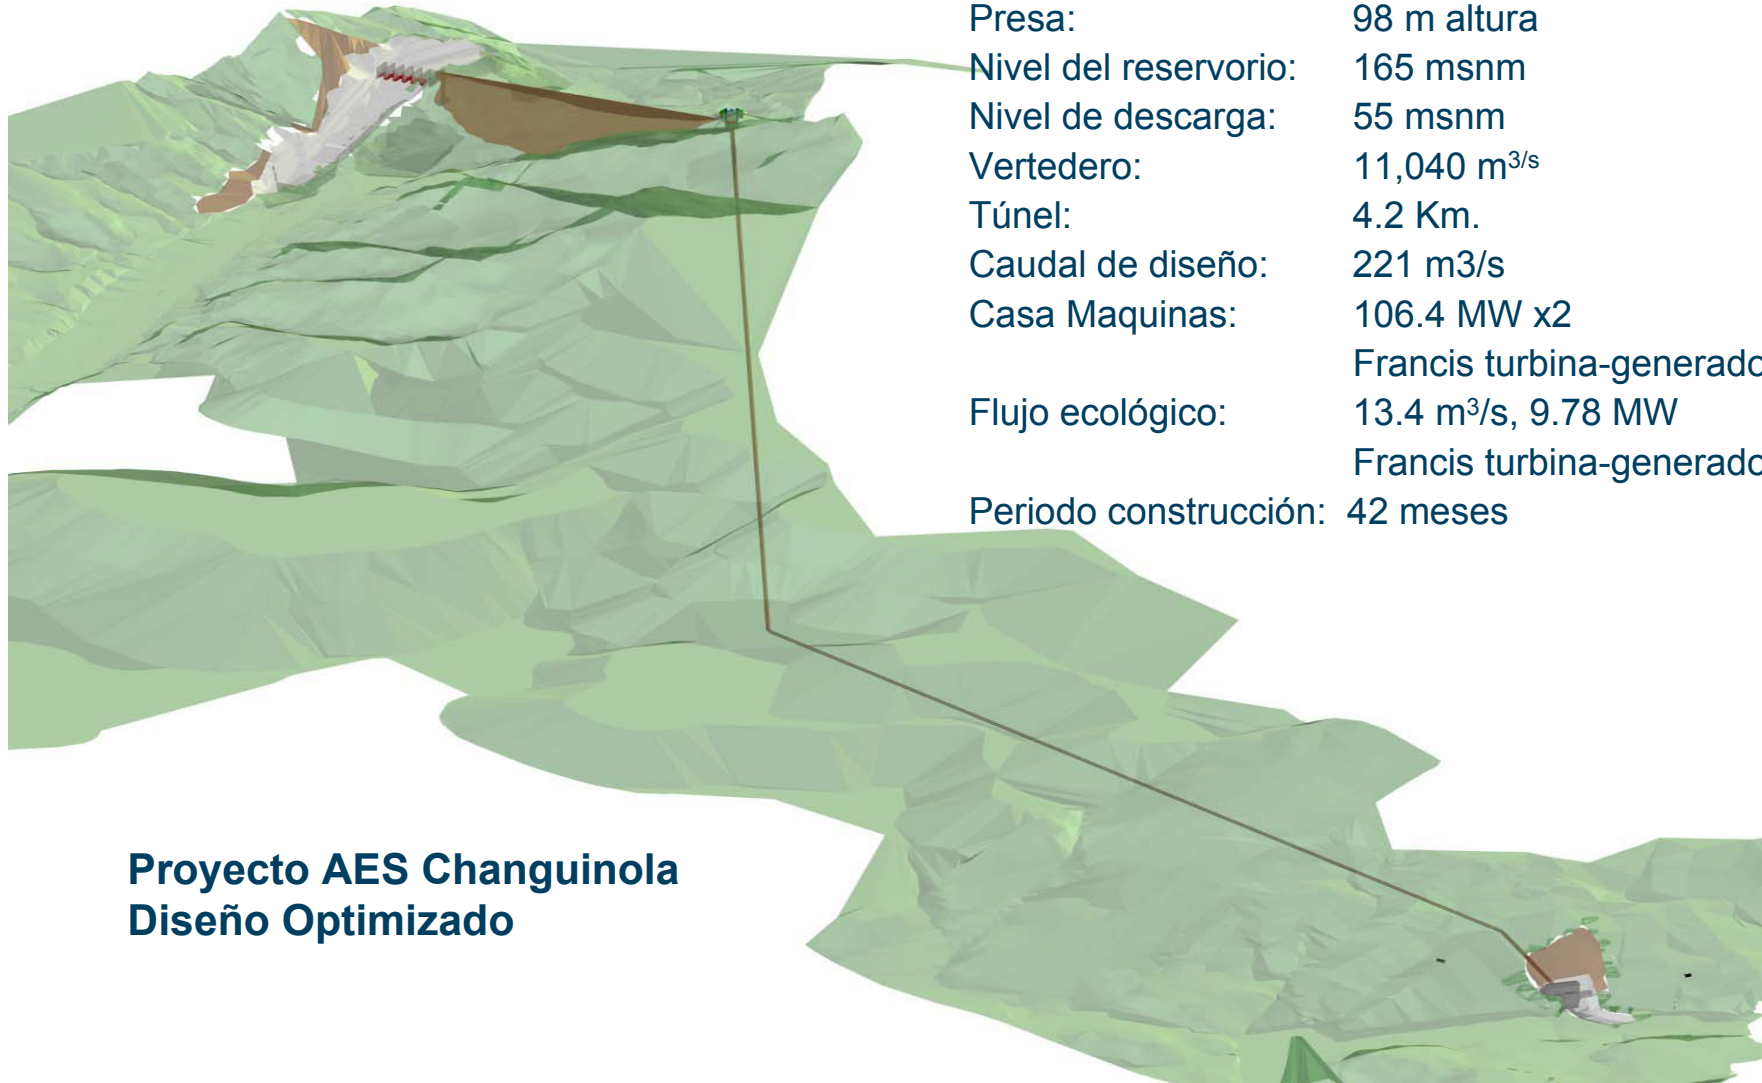 Presa: 98 m altura
Nivel del reservorio: 165 msnm
Nivel de descarga: 55 msnm
Vertedero: 11,040 m³/s
Túnel: 4.2 Km.
Caudal de diseño: 221 m3/s
Casa Maquinas: 106.4 MW x2
Francis turbina-generado
Flujo ecológico: 13.4 m³/s, 9.78 MW
Francis turbina-generado
Periodo construcción: 42 meses
Proyecto AES Changuinola
Diseño Optimizado